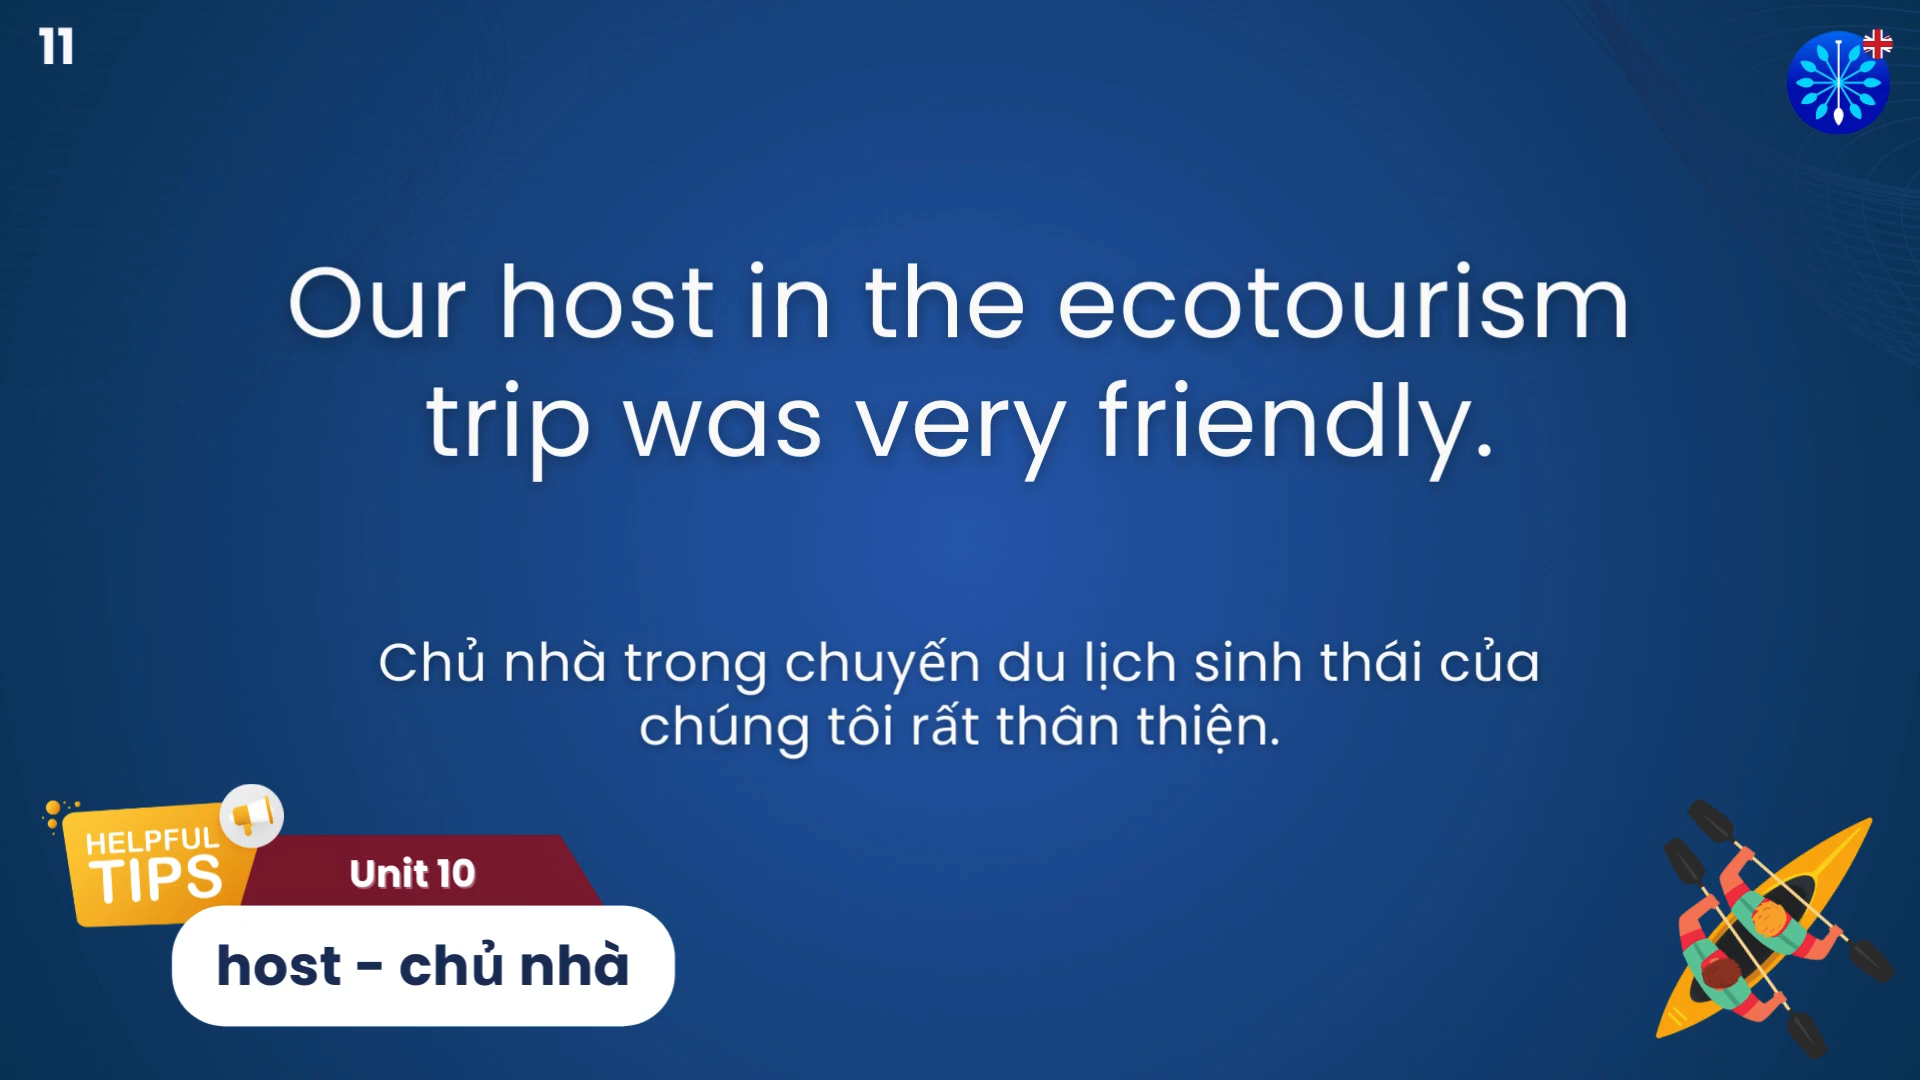 11
Our host in the ecotourism
trip was very friendly.
Chủ nhà trong chuyến du lịch sinh thái của
chúng tôi rất thân thiện.
HELPFUL
TIPS
Unit 10
host - chủ nhà